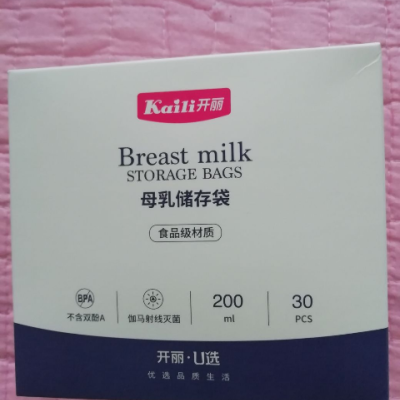 Kaili开丽
Breast milk
STORAGE BAGS
母乳储存袋
食品级材质
BPA
不含双酚A
伽马射线灭菌
200
ml
30
PCS
开丽·U选
优选品质生活